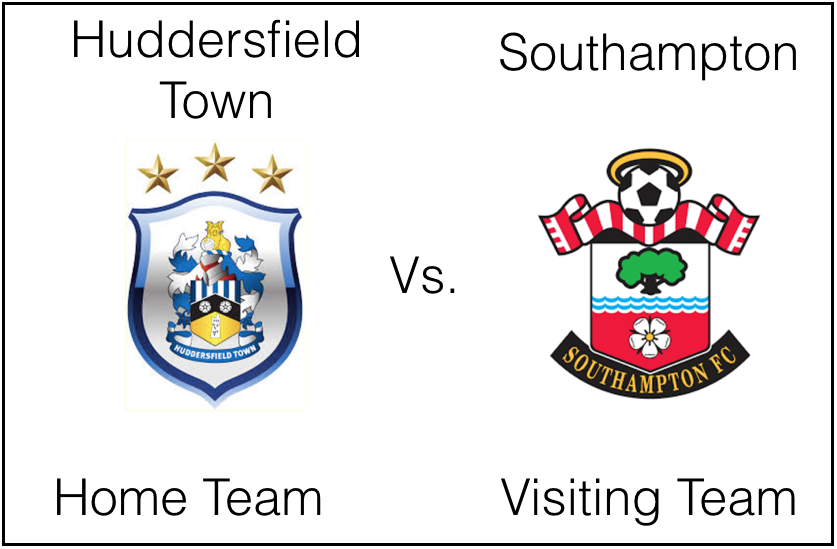 Huddersfield
Town
Southampton
HUDDERSFIELD TOWN
Vs.
SOUTHAMPTON FC
Home Team
Visiting Team